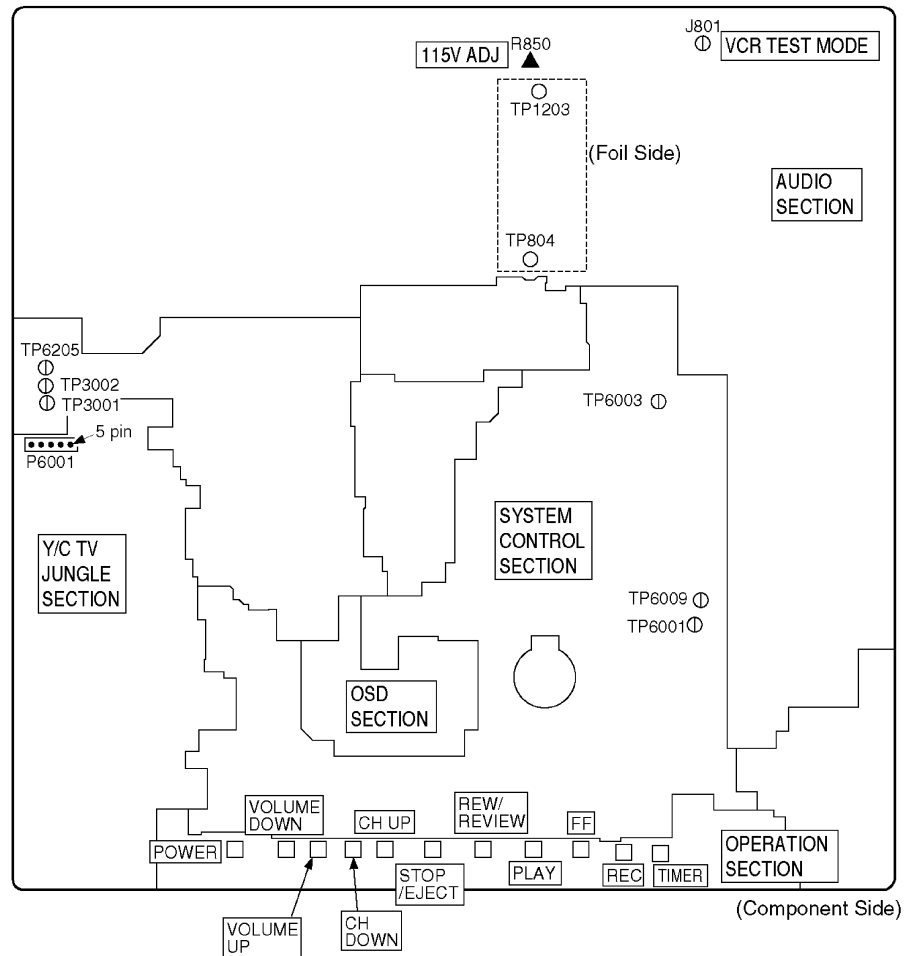 J801
VCR TEST MODE
R850
115V ADJ
TP1203
(Foil Side)
AUDIO
SECTION
TP804
TP6205
TP3002
TP3001
5 pin
P6001
TP6003
SYSTEM
CONTROL
SECTION
Y/C TV
JUNGLE
SECTION
TP6009
TP6001
OSD
SECTION
VOLUME
DOWN
CH UP
REW/
REVIEW
FF
POWER
STOP
/EJECT
PLAY
REC
TIMER
OPERATION
SECTION
VOLUME
UP
CH
DOWN
(Component Side)